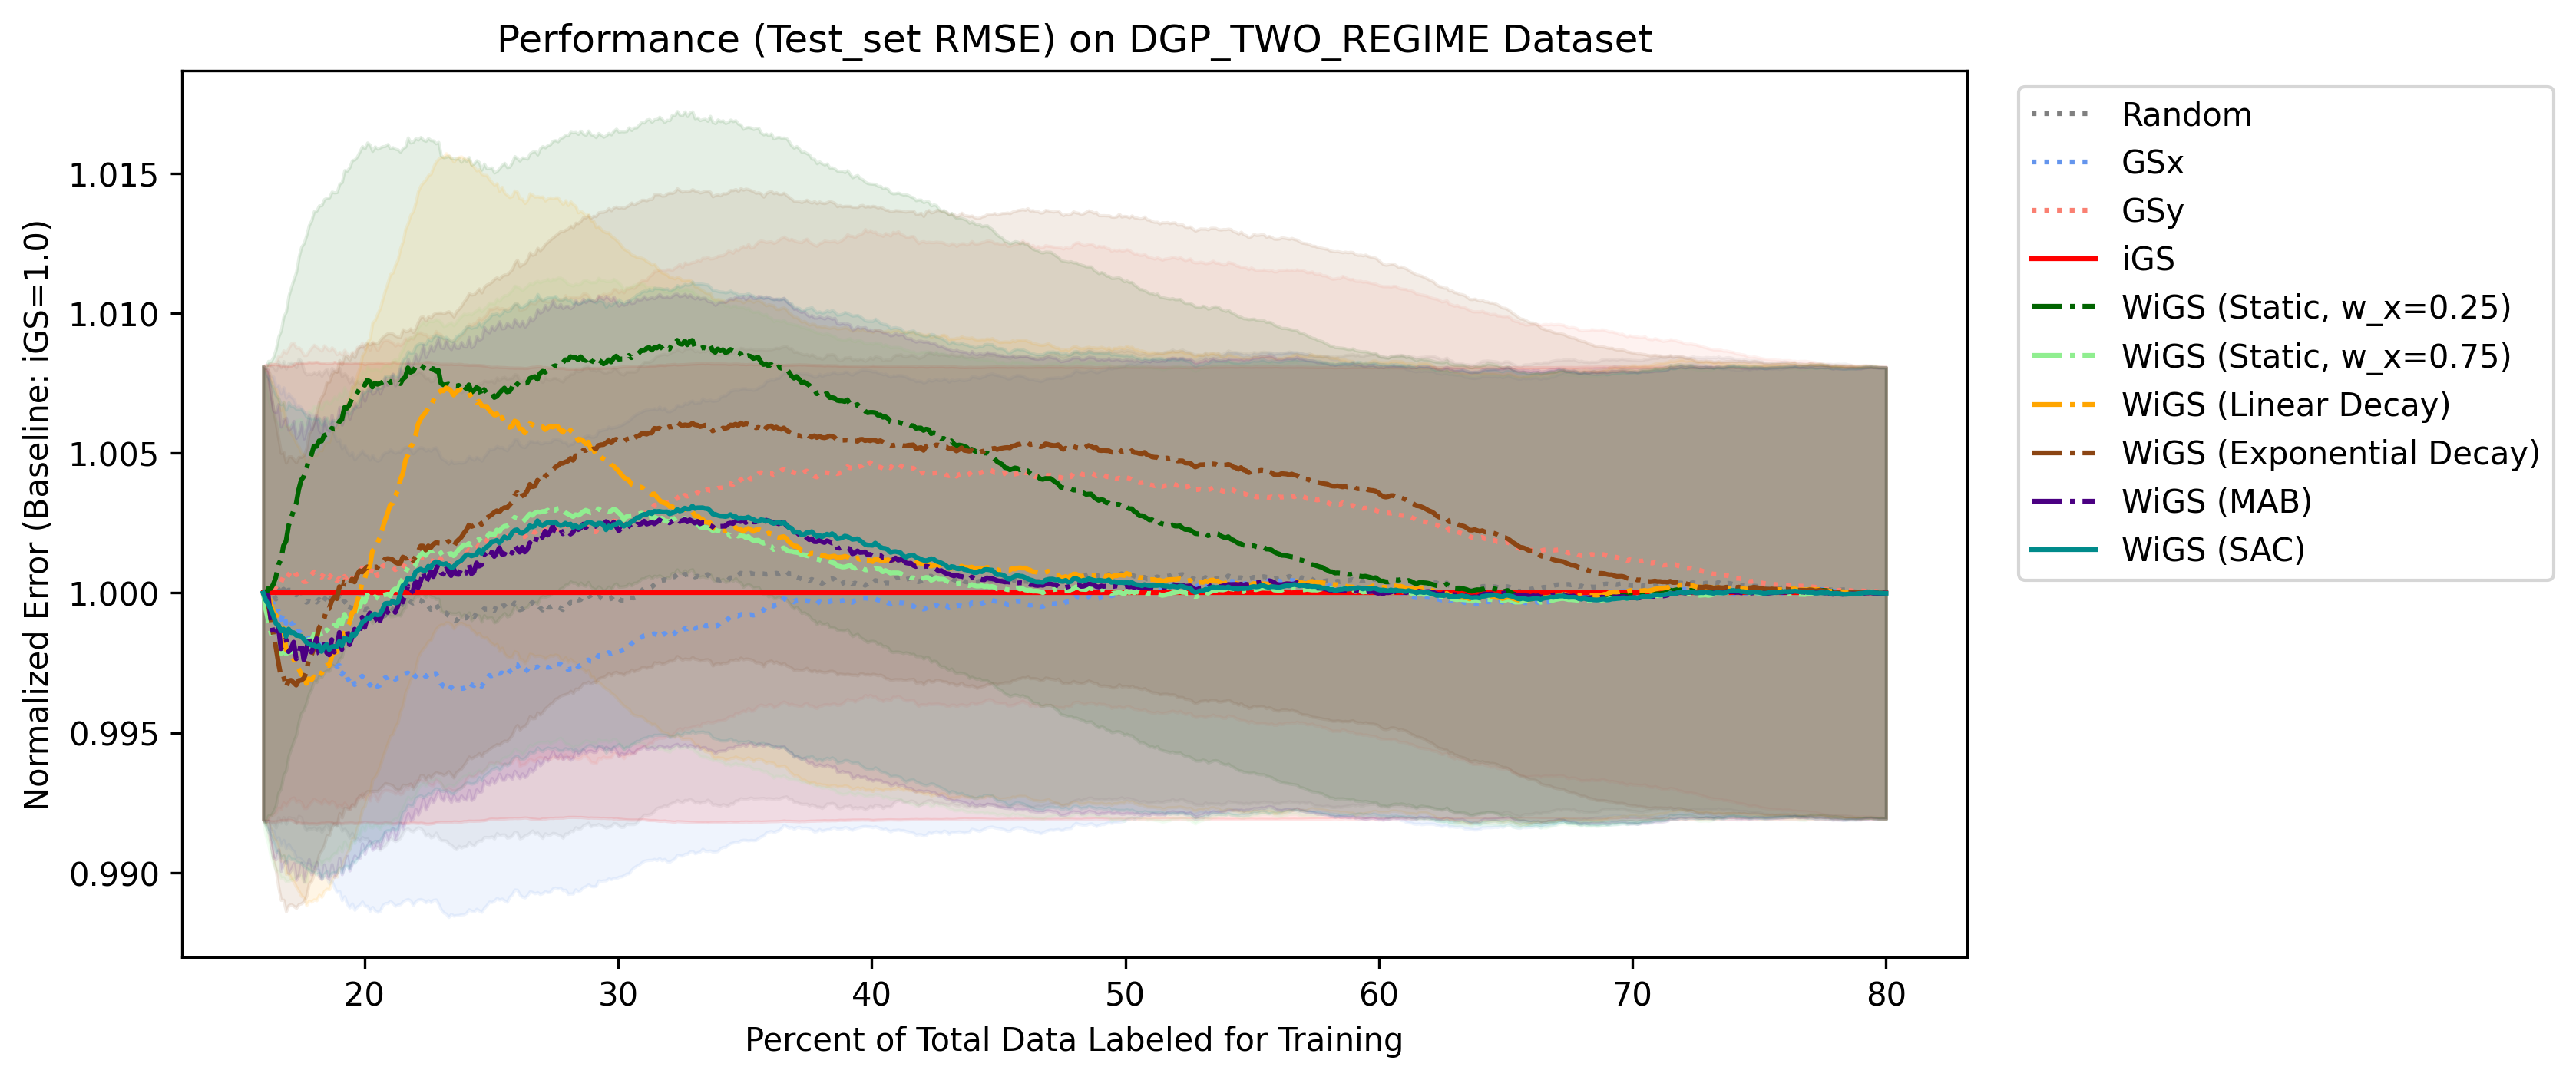 Performance (Test_set RMSE) on DGP_TWO_REGIME Dataset
Normalized Error (Baseline: iGS=1.0)
1.015
1.010
1.005
1.000
0.995
0.990
20
30
40
50
60
70
80
Percent of Total Data Labeled for Training
Random
GSx
GSy
iGS
WiGS (Static, w_x=0.25)
WiGS (Static, w_x=0.75)
WiGS (Linear Decay)
WiGS (Exponential Decay)
WiGS (MAB)
WiGS (SAC)